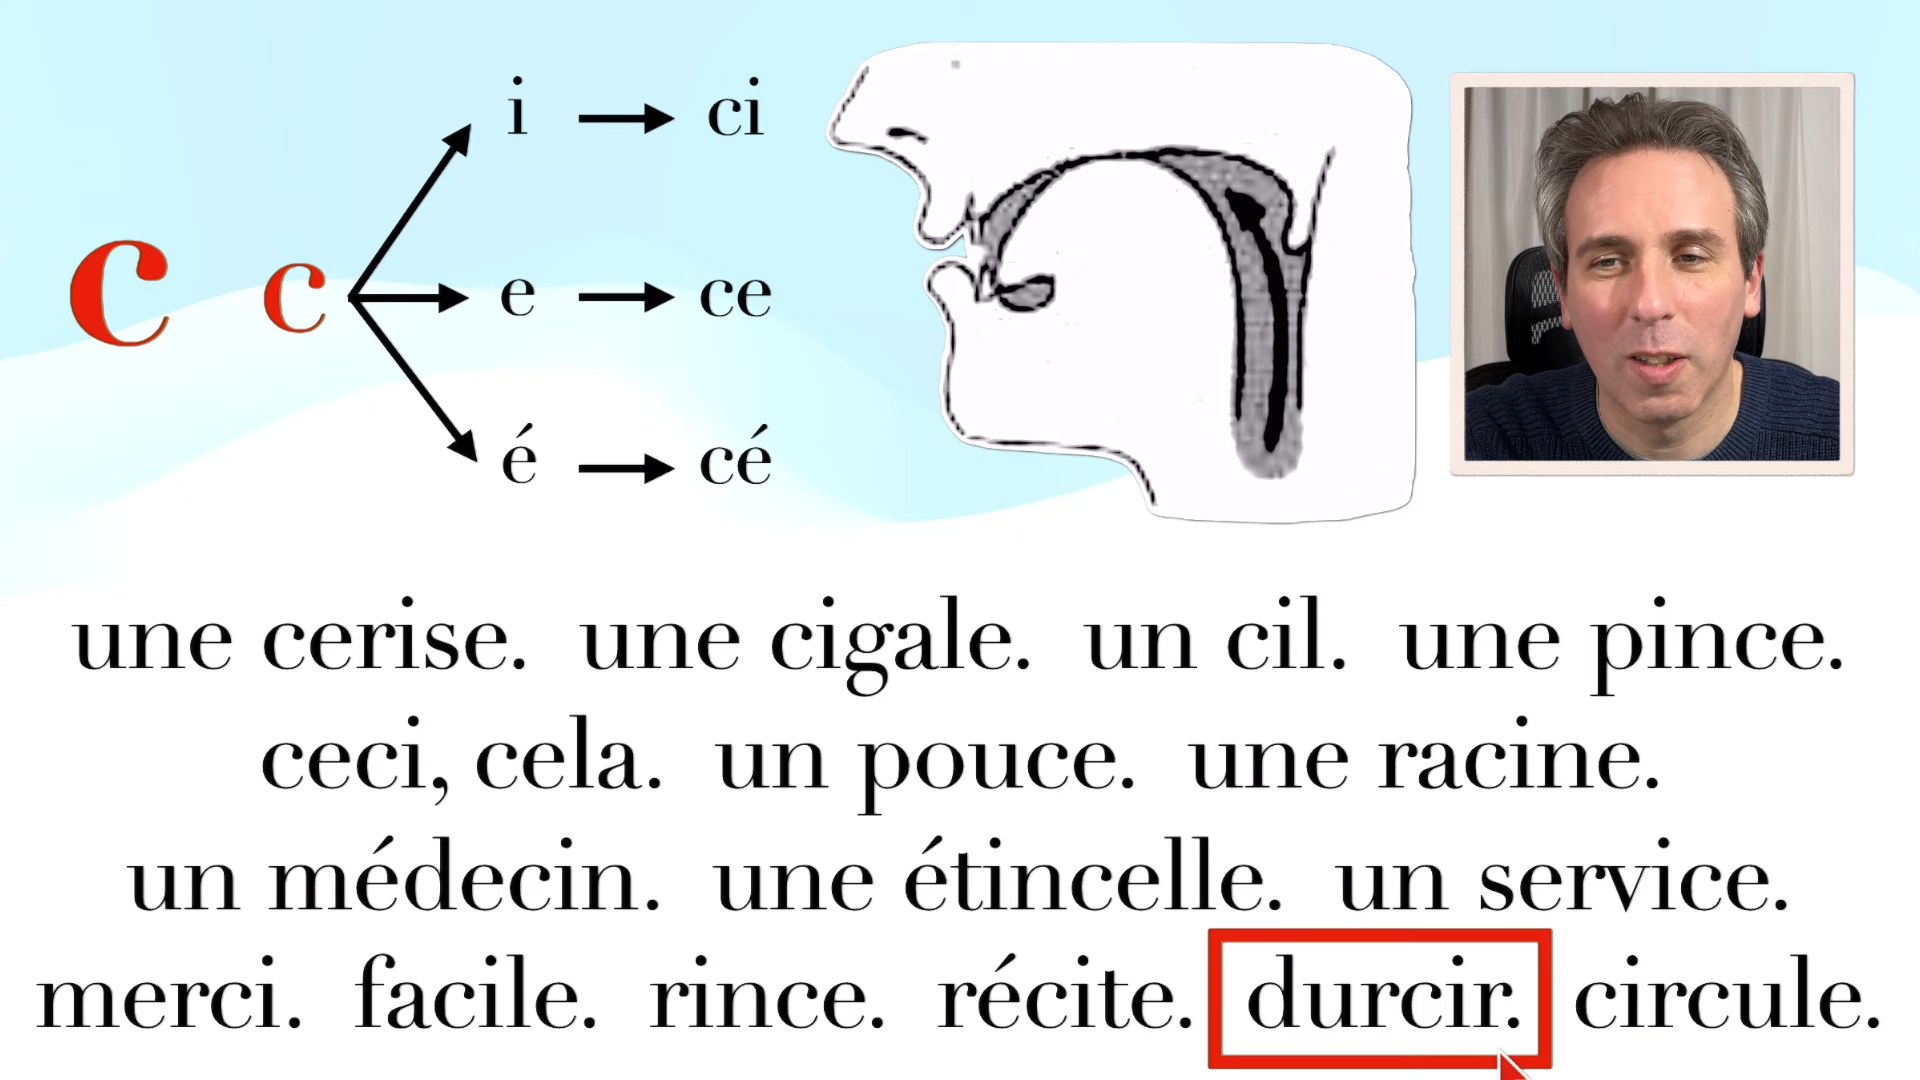 i → ci
c c e → ce
é → cé
une cerise. une cigale. un cil. une pince.
ceci, cela. un pouce. une racine.
un médecin. une étincelle. un service.
merci. facile. rince. récite. durcir. circule.